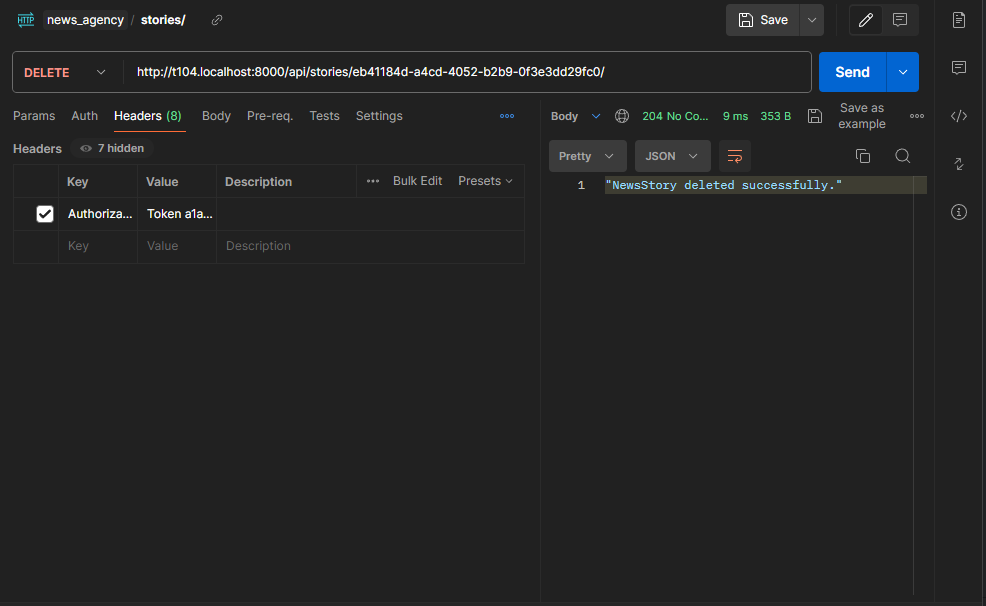 HTTP news_agency / stories/ Save
DELETE http://t104.localhost:8000/api/stories/eb41184d-a4cd-4052-b2b9-0f3e3dd29fc0/ Send
Params Auth Headers (8) Body Pre-req. Tests Settings
Headers 7 hidden
Key Value Description ••• Bulk Edit Presets
Authoriza... Token a1a...
Key Value Description
Body 204 No Co... 9 ms 353 B Save as example
Pretty JSON
1 "NewsStory deleted successfully."